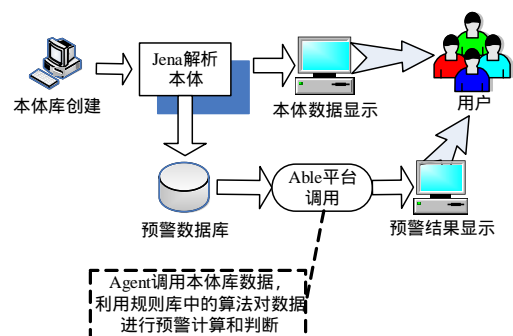 Jena解析
本体
本体库创建
本体数据显示
用户
Able平台
调用
预警数据库
预警结果显示
Agent调用本体库数据，
利用规则库中的算法对数据
进行预警计算和判断